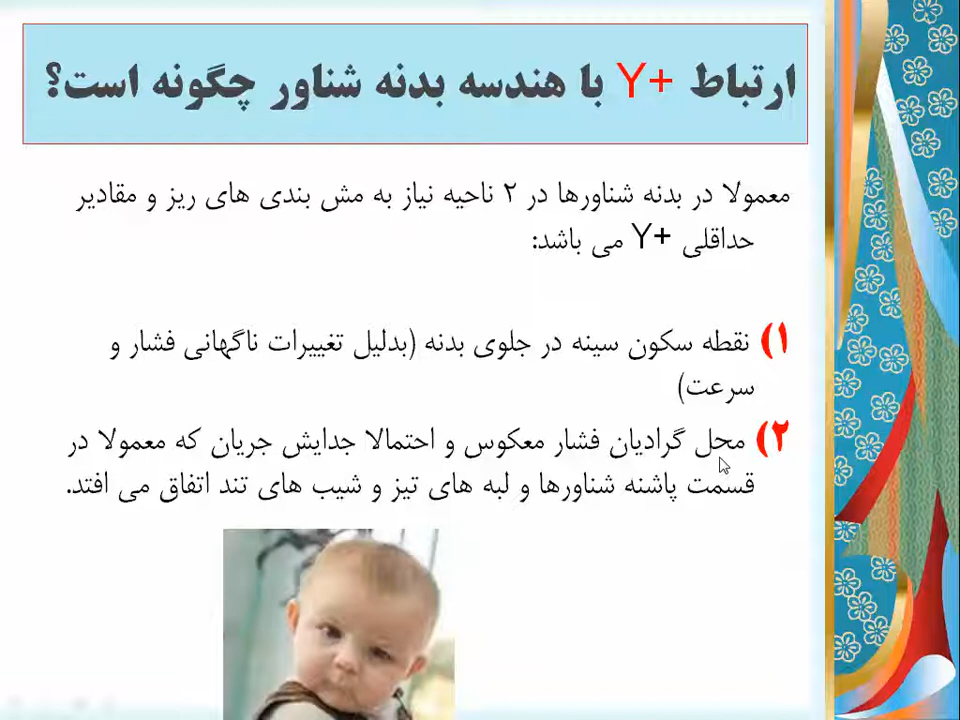 ارتباط Y+ با هندسه بدنه شناور چگونه است؟
معمولا در بدنه شناورها در ۲ ناحیه نیاز به مش بندی های ریز و مقادیر
حداقلی Y+ می باشد:
۱) نقطه سکون سینه در جلوی بدنه (بدلیل تغییرات ناگهانی فشار و
سرعت)
۲) محل گرادیان فشار معکوس و احتمالا جدایش جریان که معمولا در
قسمت پاشنه شناورها و لبه های تیز و شیب های تند اتفاق می افتد.